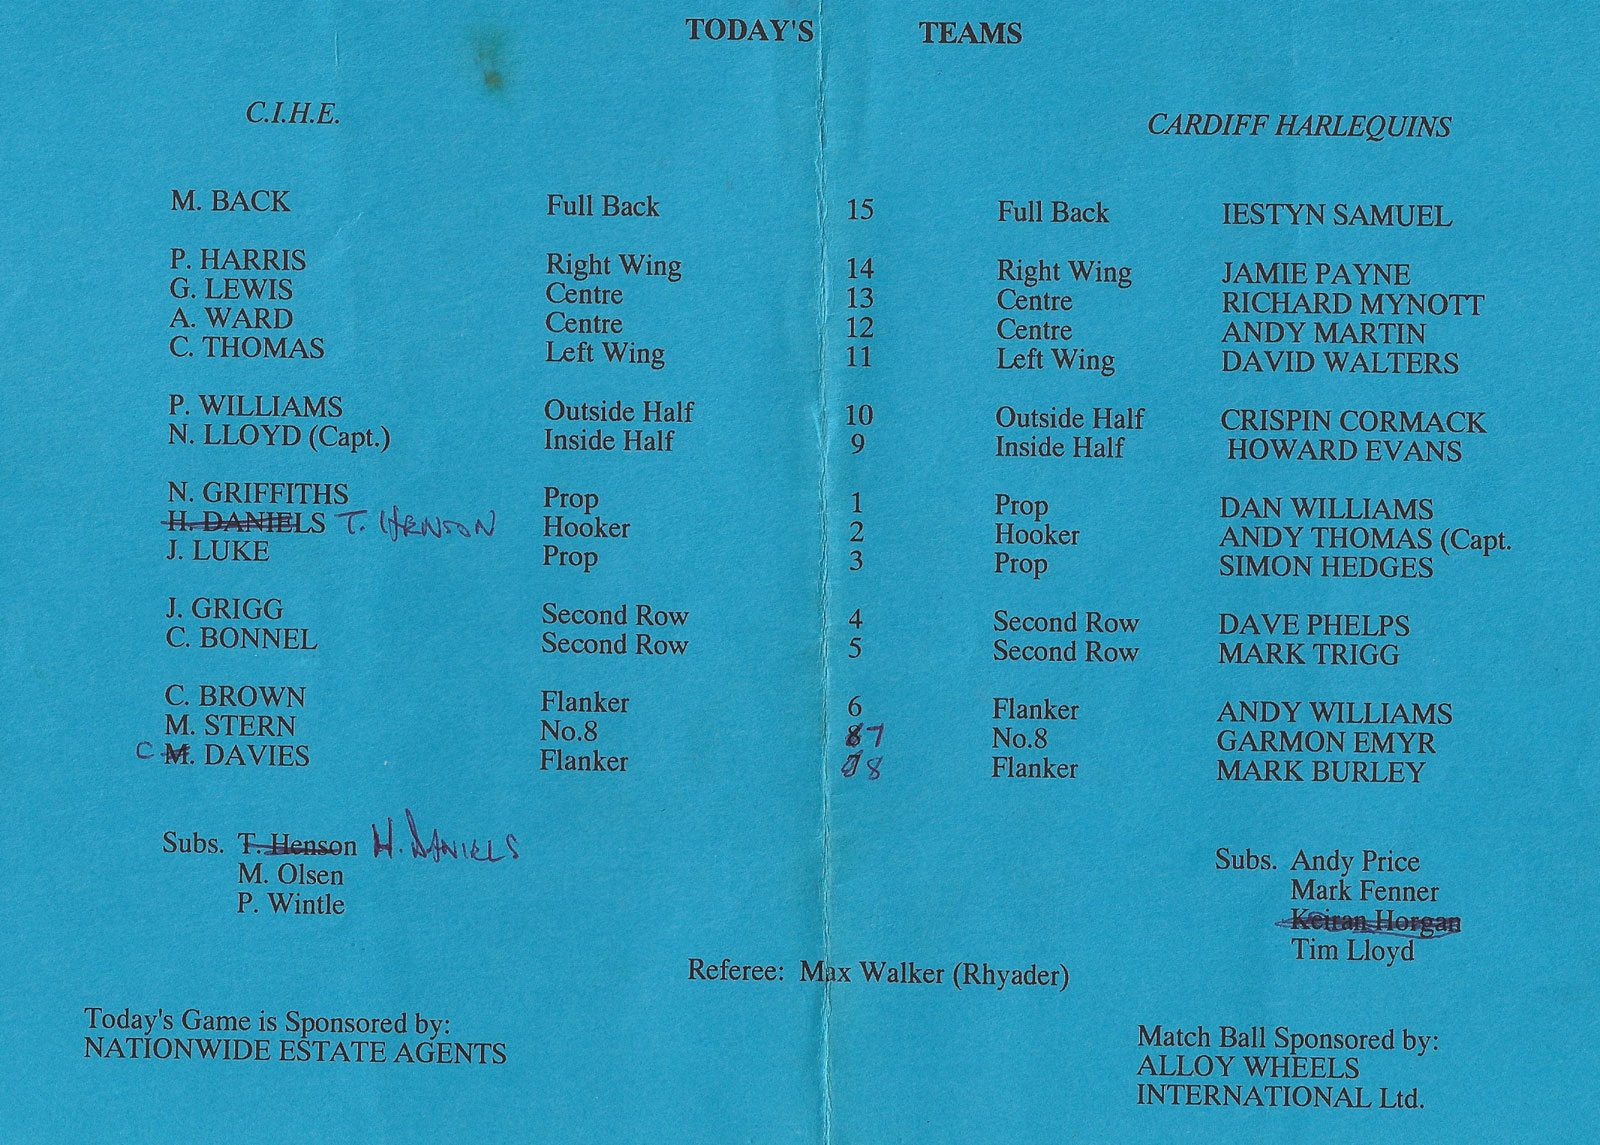 TODAY'S TEAMS
C.I.H.E. CARDIFF HARLEQUINS
M. BACK Full Back 15 Full Back IESTYN SAMUEL
P. HARRIS Right Wing 14 Right Wing JAMIE PAYNE
G. LEWIS Centre 13 Centre RICHARD MYNOTT
A. WARD Centre 12 Centre ANDY MARTIN
C. THOMAS Left Wing 11 Left Wing DAVID WALTERS
P. WILLIAMS Outside Half 10 Outside Half CRISPIN CORMACK
N. LLOYD (Capt.) Inside Half 9 Inside Half HOWARD EVANS
N. GRIFFITHS Prop 1 Prop DAN WILLIAMS
H. DANIELS T. HENSON Hooker 2 Hooker ANDY THOMAS (Capt.
J. LUKE Prop 3 Prop SIMON HEDGES
J. GRIGG Second Row 4 Second Row DAVE PHELPS
C. BONNEL Second Row 5 Second Row MARK TRIGG
C. BROWN Flanker 6 Flanker ANDY WILLIAMS
M. STERN No.8 8 7 No.8 GARMON EMYR
C M. DAVIES Flanker 7 8 Flanker MARK BURLEY
Subs. T. Henson H. DANIELS Subs. Andy Price
M. Olsen Mark Fenner
P. Wintle Keiran Horgan
Tim Lloyd
Referee: Max Walker (Rhyader)
Today's Game is Sponsored by: Match Ball Sponsored by:
NATIONWIDE ESTATE AGENTS ALLOY WHEELS
INTERNATIONAL Ltd.